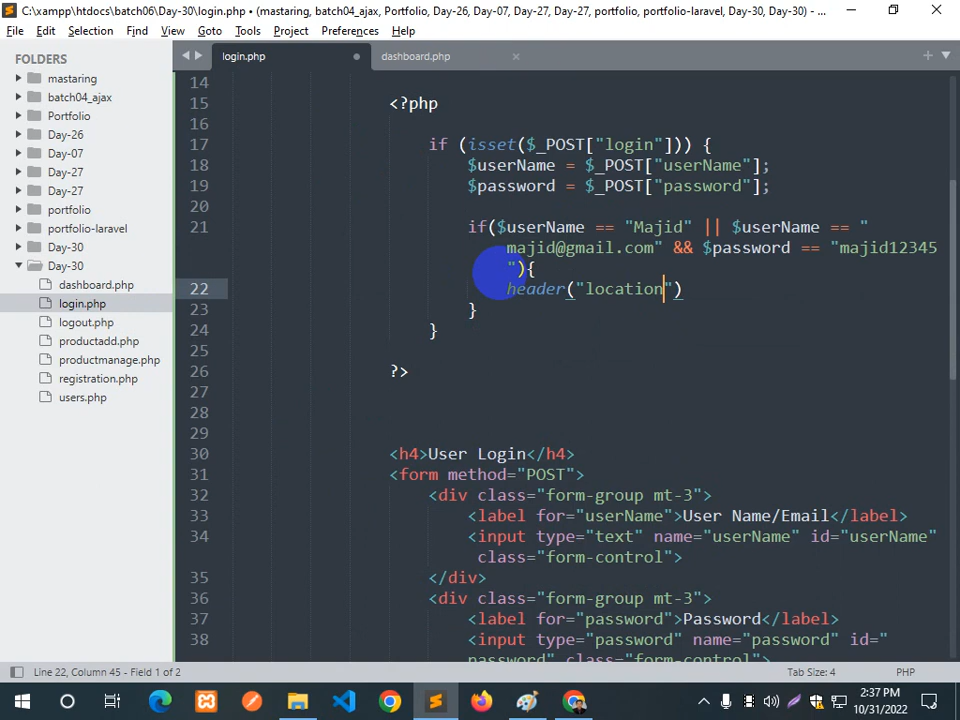 C:\xampp\htdocs\batch06\Day-30\login.php • (mastaring, batch04_ajax, Portfolio, Day-26, Day-07, Day-27, Day-27, portfolio, portfolio-laravel, Day-30, Day-30) - ...
File Edit Selection Find View Goto Tools Project Preferences Help
FOLDERS
mastaring
batch04_ajax
Portfolio
Day-26
Day-07
Day-27
Day-27
portfolio
portfolio-laravel
Day-30
Day-30
dashboard.php
login.php
logout.php
productadd.php
productmanage.php
registration.php
users.php
login.php dashboard.php
14
15 <?php
16
17 if (isset($_POST["login"])) {
18 $userName = $_POST["userName"];
19 $password = $_POST["password"];
20
21 if($userName == "Majid" || $userName == "
majid@gmail.com" && $password == "majid12345
"){
22 header("location")
23 }
24 }
25
26 ?>
27
28
29
30 <h4>User Login</h4>
31 <form method="POST">
32 <div class="form-group mt-3">
33 <label for="userName">User Name/Email</label>
34 <input type="text" name="userName" id="userName"
class="form-control">
35 </div>
36 <div class="form-group mt-3">
37 <label for="password">Password</label>
38 <input type="password" name="password" id="
password" class="form-control">
Line 22, Column 45 - Field 1 of 2 Tab Size: 4 PHP
2:37 PM
10/31/2022